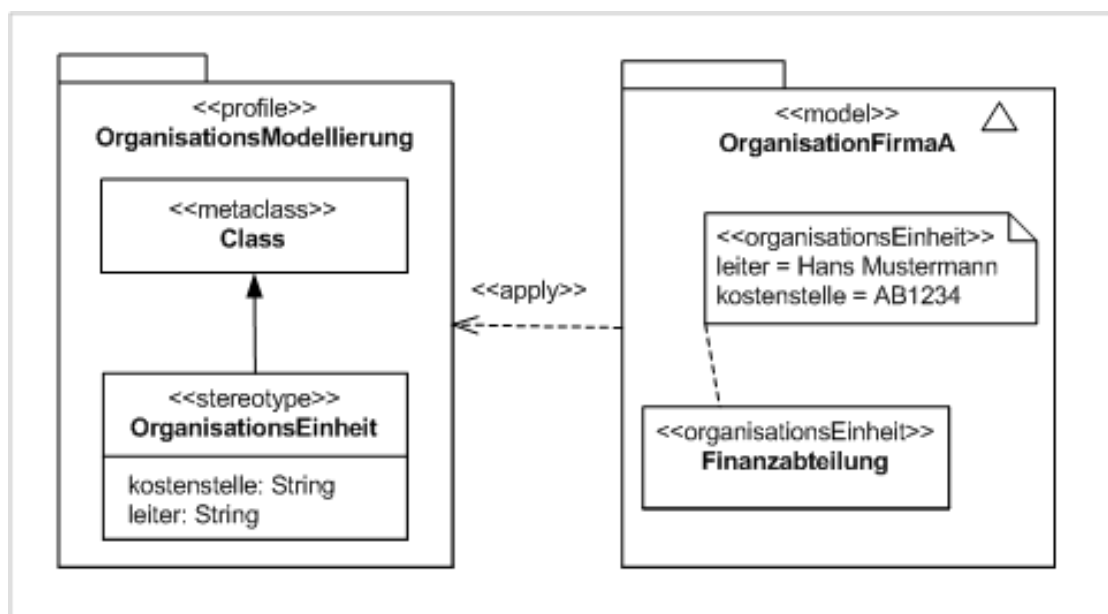 <<profile>>
OrganisationsModellierung
<<metaclass>>
Class
<<stereotype>>
OrganisationsEinheit
kostenstelle: String
leiter: String
<<apply>>
<<model>>
OrganisationFirmaA
<<organisationsEinheit>>
leiter = Hans Mustermann
kostenstelle = AB1234
<<organisationsEinheit>>
Finanzabteilung